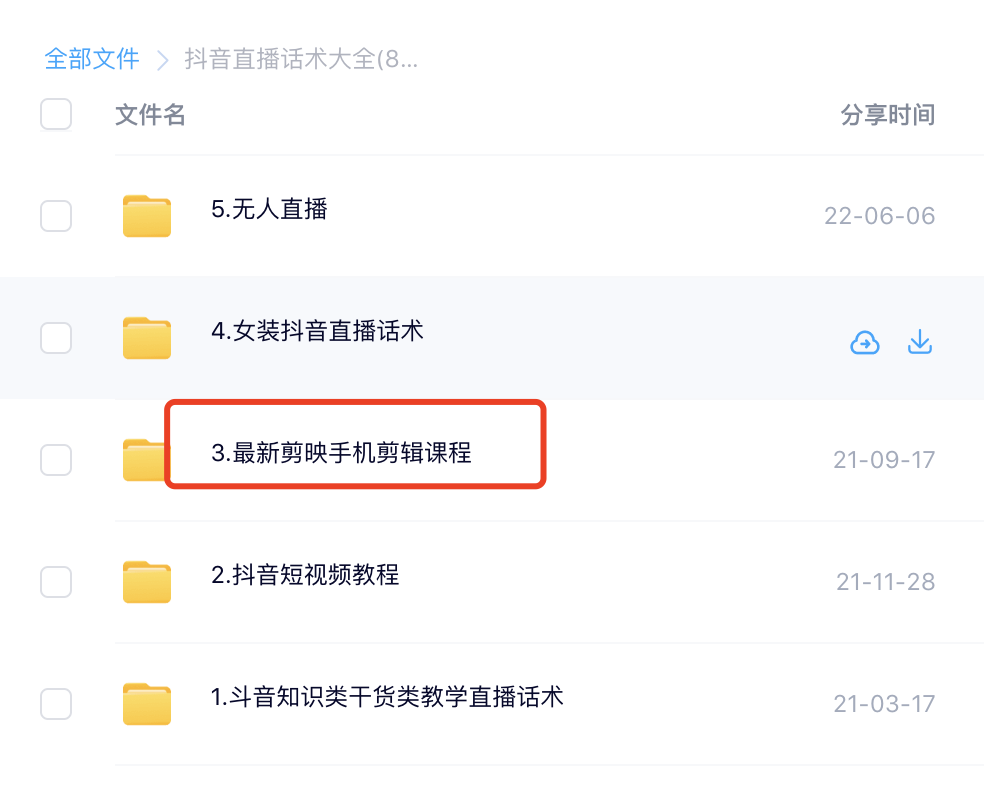 全部文件 > 抖音直播话术大全(8...
文件名 分享时间
5.无人直播 22-06-06
4.女装抖音直播话术
3.最新剪映手机剪辑课程 21-09-17
2.抖音短视频教程 21-11-28
1.斗音知识类干货类教学直播话术 21-03-17